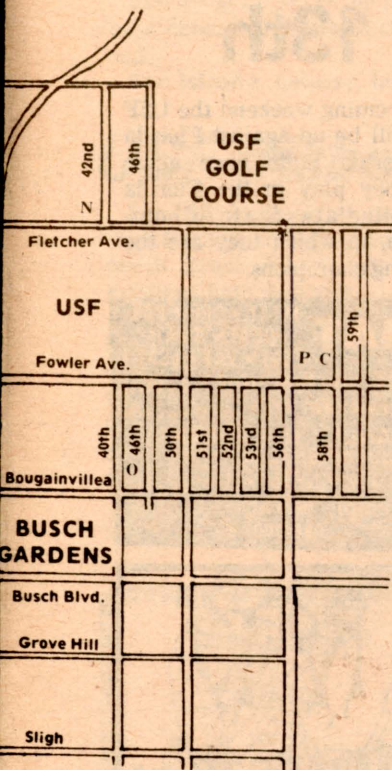 42nd
46th
N
USF
GOLF
COURSE
Fletcher Ave.
USF
59th
P C
Fowler Ave.
40th
46th
O
50th
51st
52nd
53rd
56th
58th
Bougainvillea
BUSCH
GARDENS
Busch Blvd.
Grove Hill
Sligh